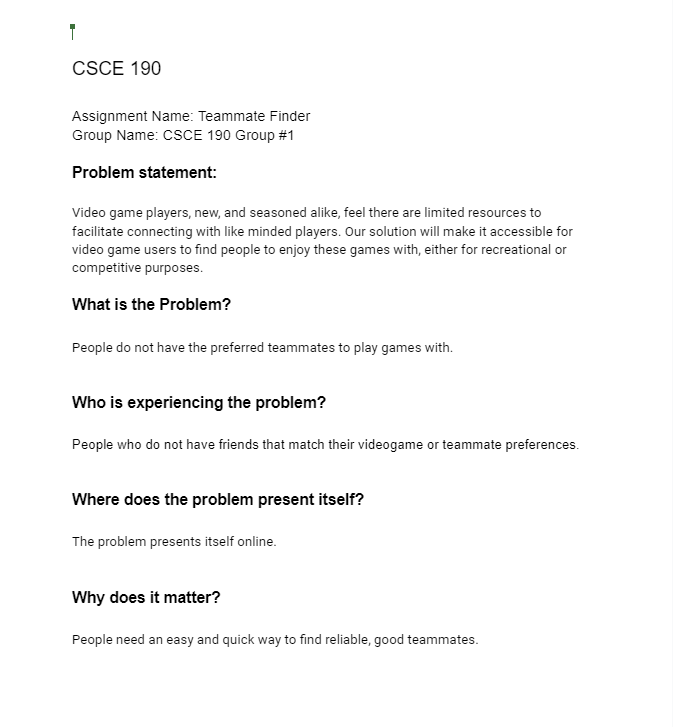 CSCE 190
Assignment Name: Teammate Finder
Group Name: CSCE 190 Group #1
Problem statement:
Video game players, new, and seasoned alike, feel there are limited resources to
facilitate connecting with like minded players. Our solution will make it accessible for
video game users to find people to enjoy these games with, either for recreational or
competitive purposes.
What is the Problem?
People do not have the preferred teammates to play games with.
Who is experiencing the problem?
People who do not have friends that match their videogame or teammate preferences.
Where does the problem present itself?
The problem presents itself online.
Why does it matter?
People need an easy and quick way to find reliable, good teammates.